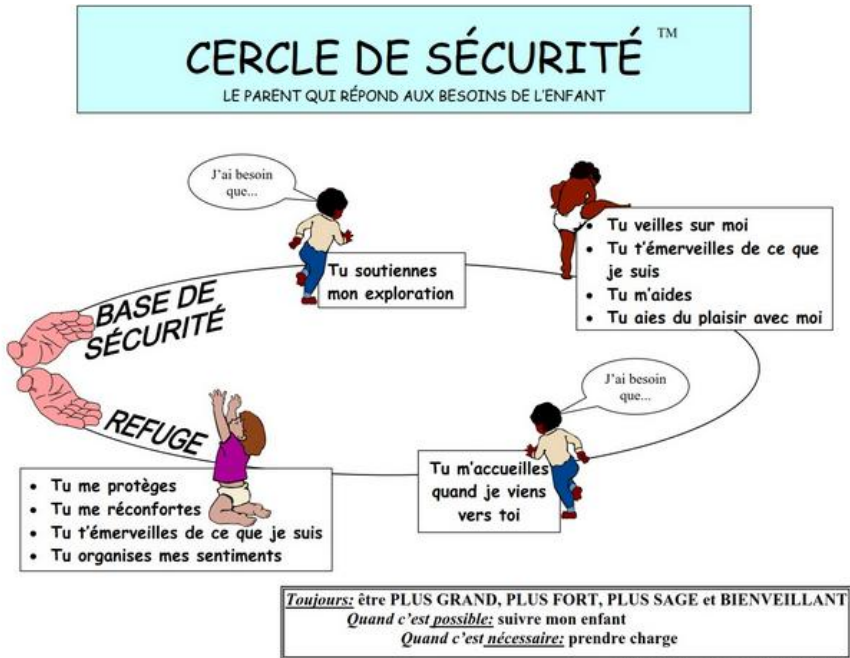 CERCLE DE SÉCURITÉ ™
LE PARENT QUI RÉPOND AUX BESOINS DE L'ENFANT
J'ai besoin
que...
Tu soutiennes
mon exploration
• Tu veilles sur moi
• Tu t'émerveilles de ce que
je suis
• Tu m'aides
• Tu aies du plaisir avec moi
BASE DE
SÉCURITÉ
J'ai besoin
que...
Tu m'accueilles
quand je viens
vers toi
REFUGE
• Tu me protèges
• Tu me réconfortes
• Tu t'émerveilles de ce que je suis
• Tu organises mes sentiments
Toujours: être PLUS GRAND, PLUS FORT, PLUS SAGE et BIENVEILLANT
Quand c'est possible: suivre mon enfant
Quand c'est nécessaire: prendre charge